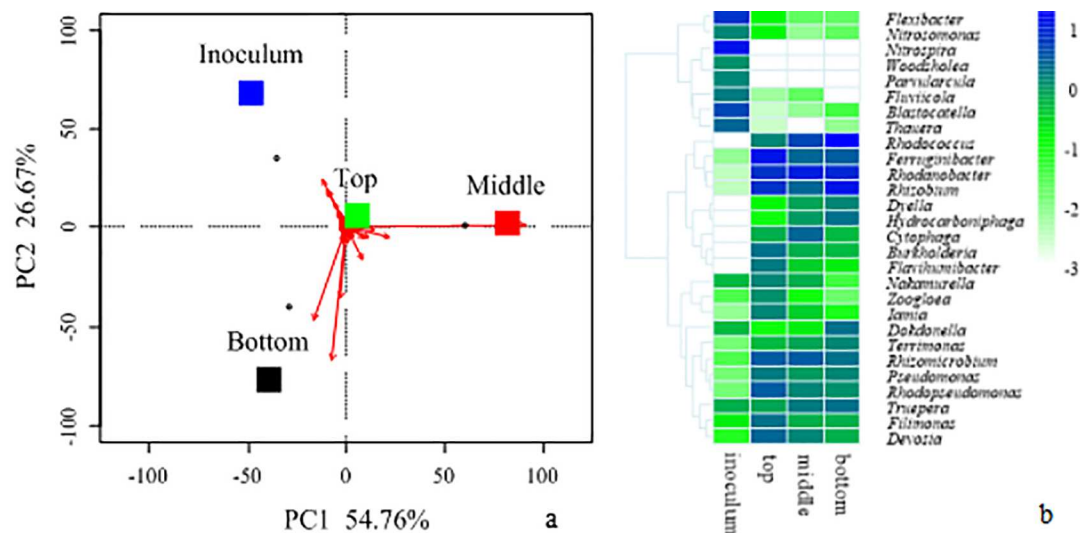 100
50
0
-50
-100
PC2 26.67%
Inoculum
Top
Middle
Bottom
-100
-50
0
50
100
PC1 54.76%
a
Flexibacter
Nitrosomonas
Nitrospira
Woodsholea
Parvularcula
Fluviicola
Blastocatella
Thauera
Rhodococcus
Ferruginibacter
Rhodanobacter
Rhizobium
Dyella
Hydrocarboniphaga
Cytophaga
Burkholderia
Flavihumibacter
Nakamurella
Zoogloea
Iamia
Dokdonella
Terrimonas
Rhizomicrobium
Pseudomonas
Rhodopseudomonas
Truepera
Filimonas
Devosia
1
0
-1
-2
-3
inoculum
top
middle
bottom
b